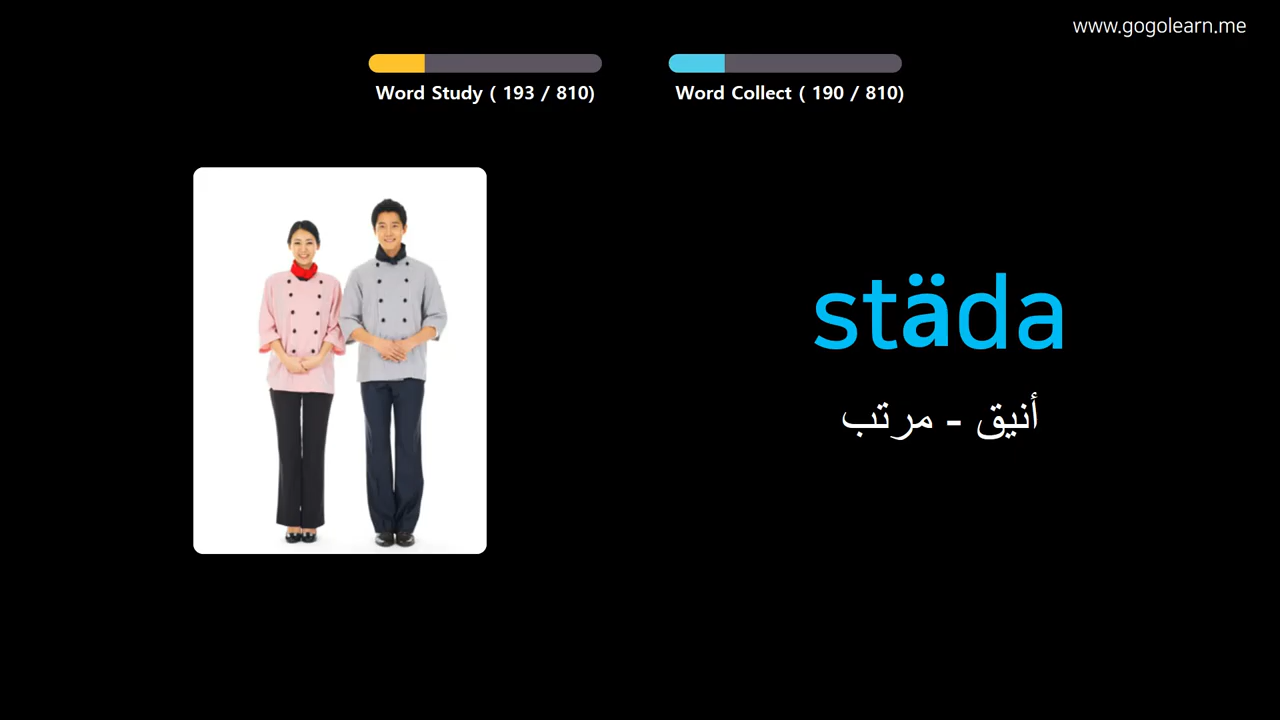 www.gogolearn.me
Word Study ( 193 / 810)
Word Collect ( 190 / 810)
städa
أنيق - مرتب